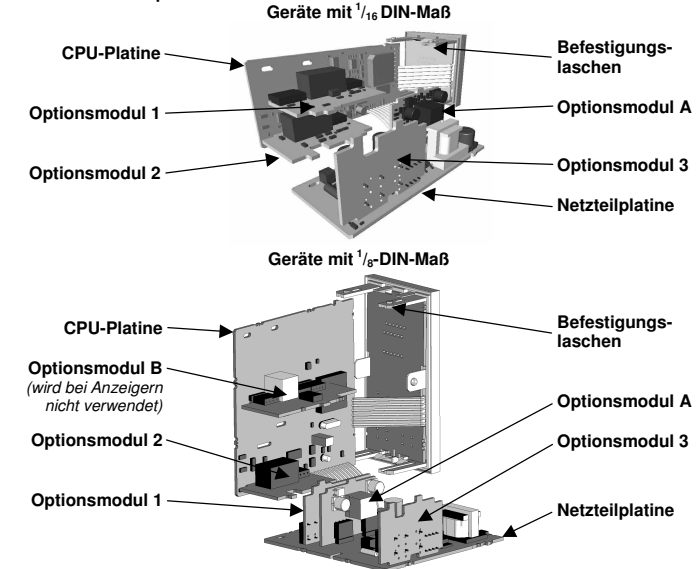 Geräte mit 1/16 DIN-Maß
CPU-Platine
Befestigungs-
laschen
Optionsmodul 1
Optionsmodul A
Optionsmodul 2
Optionsmodul 3
Netzteilplatine
Geräte mit 1/8-DIN-Maß
CPU-Platine
Befestigungs-
laschen
Optionsmodul B
(wird bei Anzeigern
nicht verwendet)
Optionsmodul A
Optionsmodul 2
Optionsmodul 3
Optionsmodul 1
Netzteilplatine